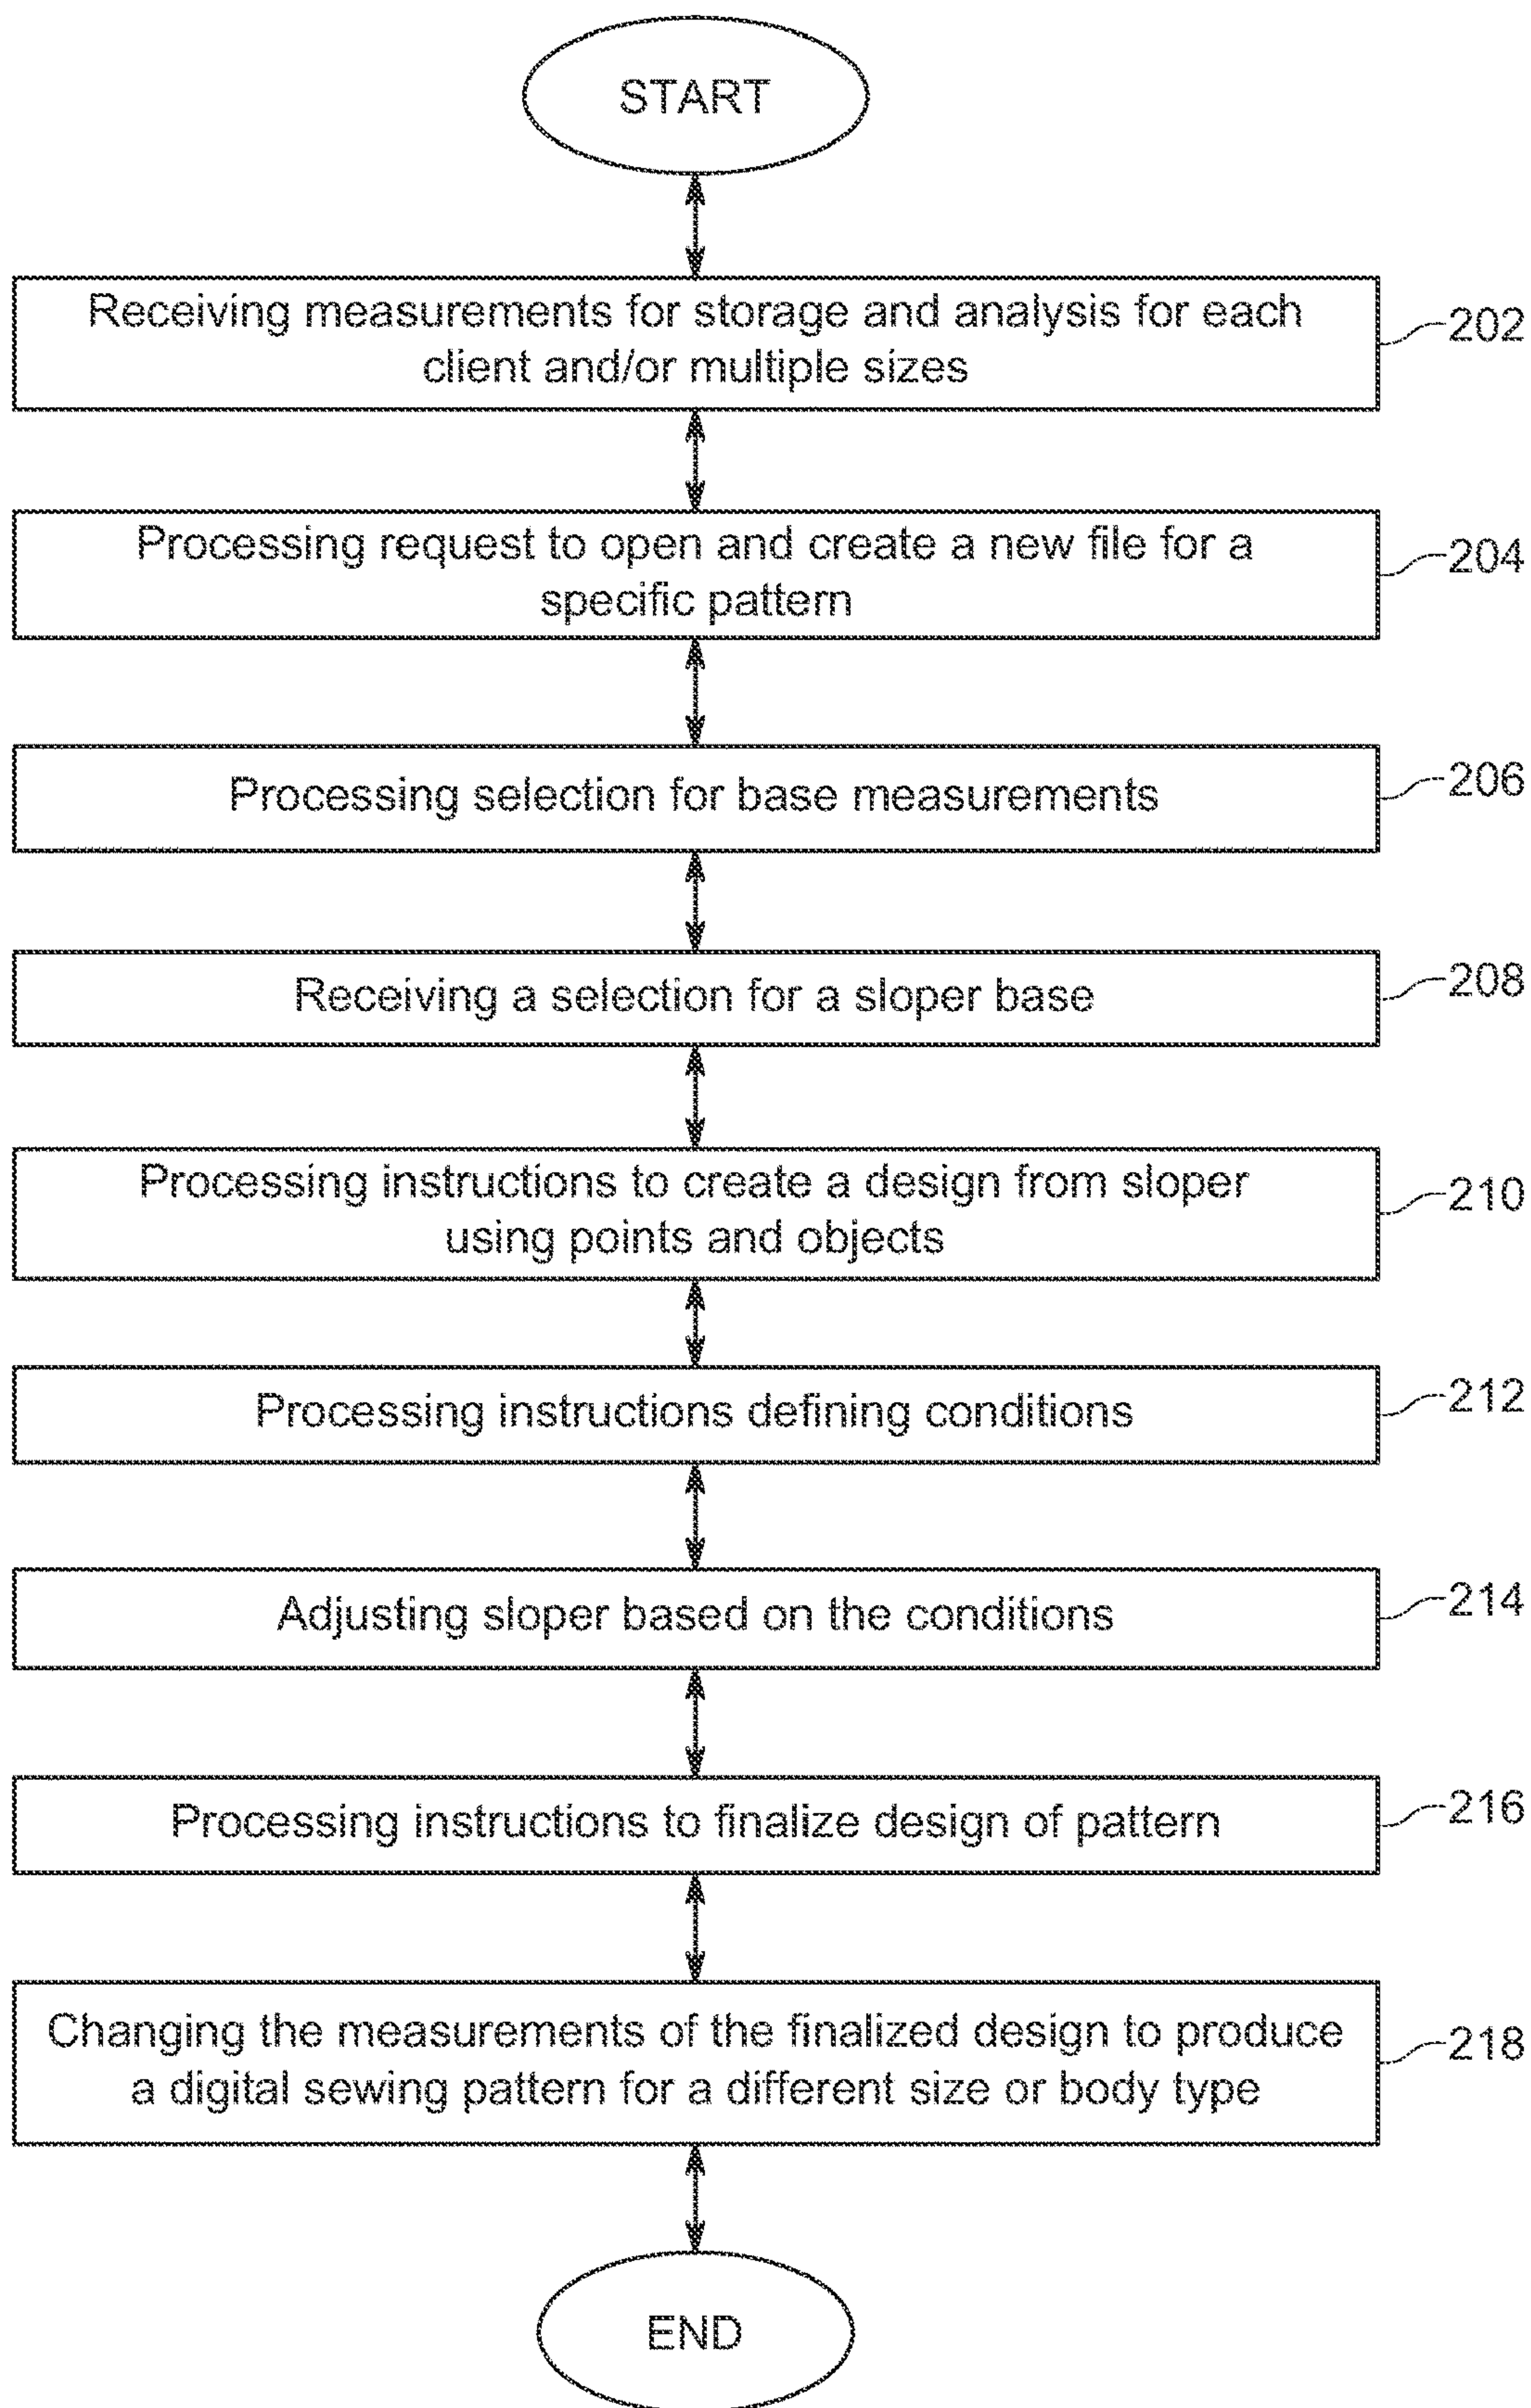 START
Receiving measurements for storage and analysis for each
client and/or multiple sizes
202
Processing request to open and create a new file for a
specific pattern
204
Processing selection for base measurements
206
Receiving a selection for a sloper base
208
Processing instructions to create a design from sloper
using points and objects
210
Processing instructions defining conditions
212
Adjusting sloper based on the conditions
214
Processing instructions to finalize design of pattern
216
Changing the measurements of the finalized design to produce
a digital sewing pattern for a different size or body type
218
END